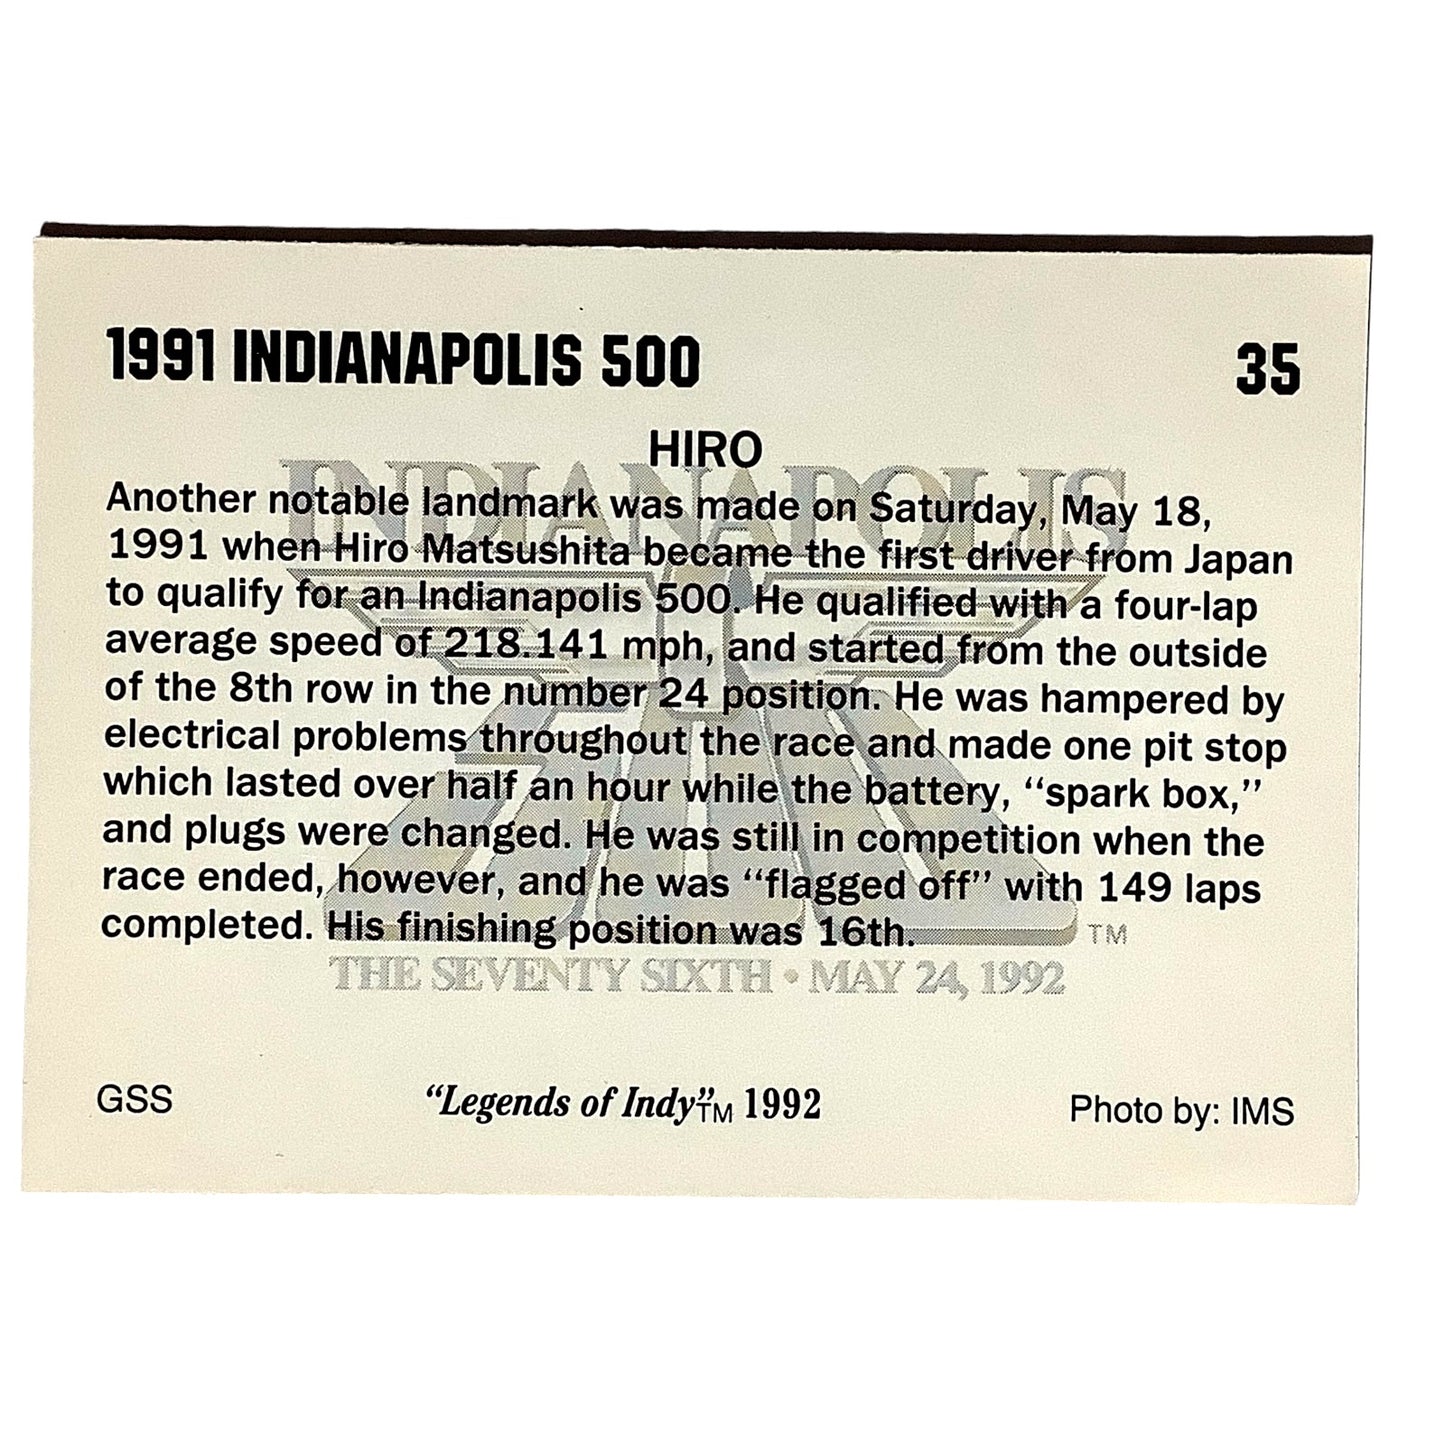 1991 INDIANAPOLIS 500 35
HIRO
INDIANAPOLIS
Another notable landmark was made on Saturday, May 18,
1991 when Hiro Matsushita became the first driver from Japan
to qualify for an Indianapolis 500. He qualified with a four-lap
average speed of 218.141 mph, and started from the outside
of the 8th row in the number 24 position. He was hampered by
electrical problems throughout the race and made one pit stop
which lasted over half an hour while the battery, “spark box,”
and plugs were changed. He was still in competition when the
race ended, however, and he was “flagged off” with 149 laps
completed. His finishing position was 16th.
500
TM
THE SEVENTY SIXTH • MAY 24, 1992
GSS “Legends of Indy”TM 1992 Photo by: IMS